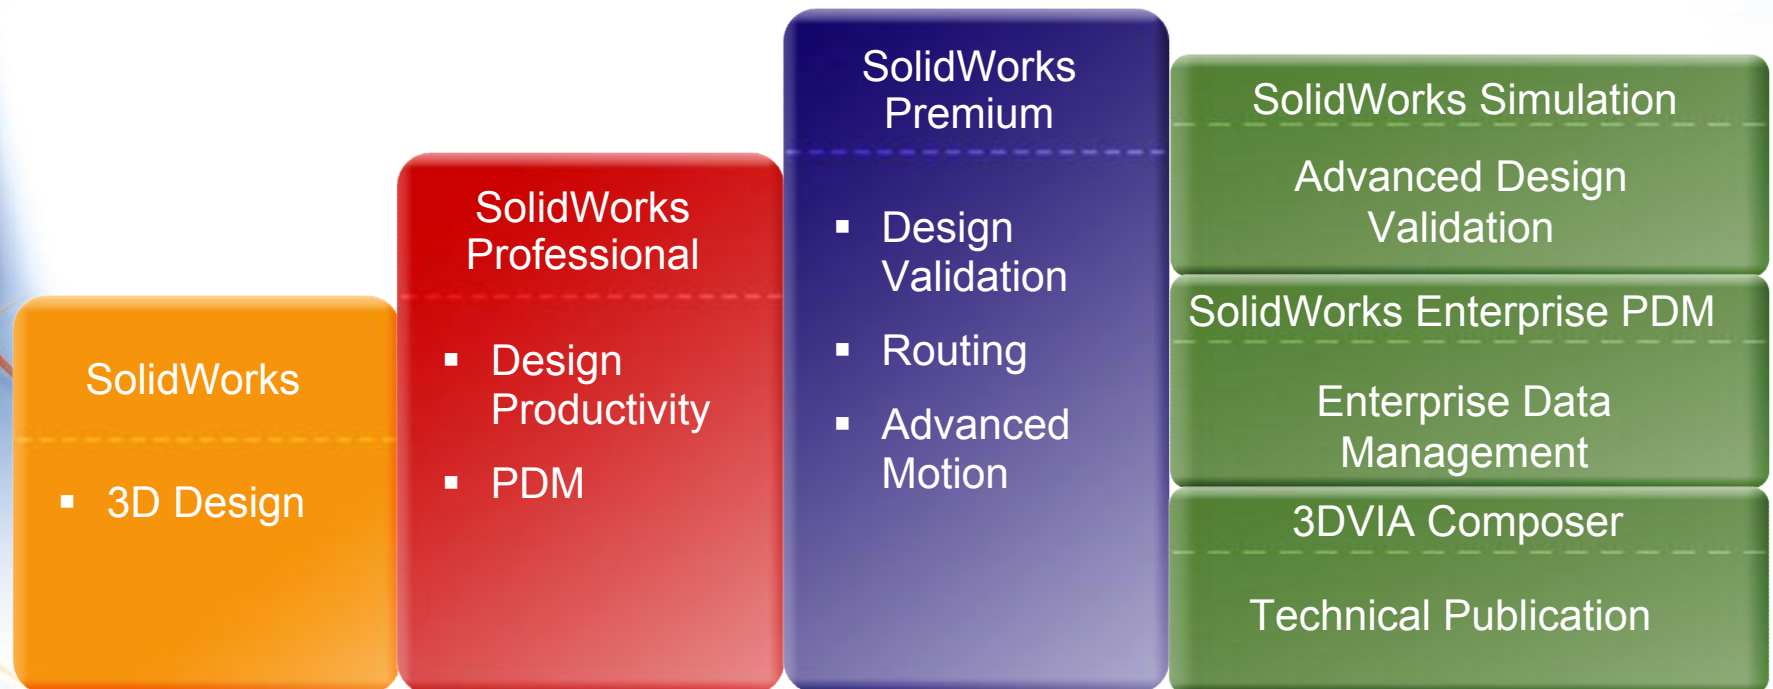 SolidWorks
▪ 3D Design
SolidWorks
Professional
▪ Design
Productivity
▪ PDM
SolidWorks
Premium
▪ Design
Validation
▪ Routing
▪ Advanced
Motion
SolidWorks Simulation
Advanced Design
Validation
SolidWorks Enterprise PDM
Enterprise Data
Management
3DVIA Composer
Technical Publication